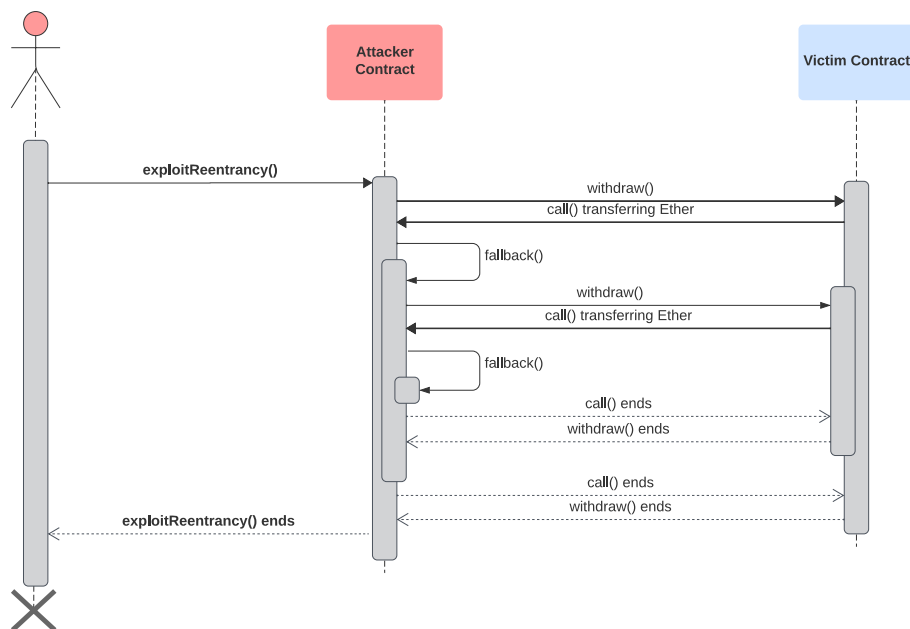 Attacker
Contract
Victim Contract
exploitReentrancy()
withdraw()
call() transferring Ether
fallback()
withdraw()
call() transferring Ether
fallback()
call() ends
withdraw() ends
call() ends
withdraw() ends
exploitReentrancy() ends